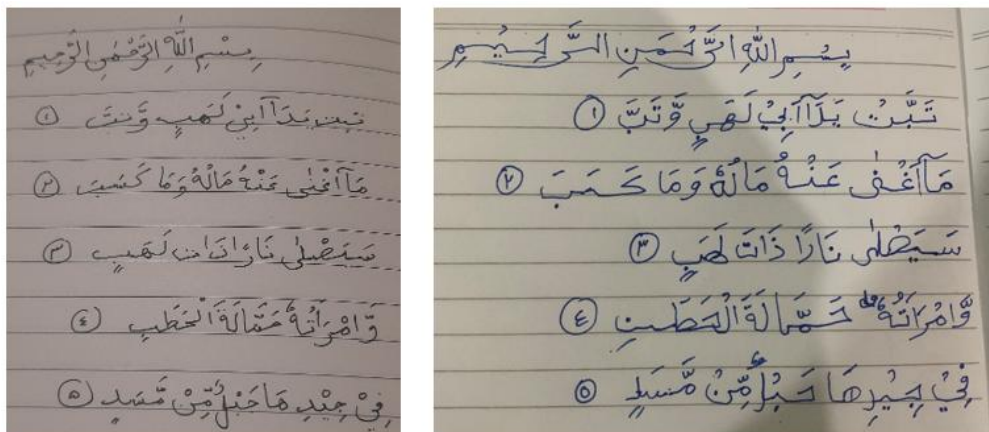 بِسْمِ اللّٰهِ الرَّحْمٰنِ الرَّحِيْمِ
تَبَّتْ يَدَآ اَبِيْ لَهَبٍ وَّتَبَّ ١
مَآ اَغْنٰى عَنْهُ مَالُهٗ وَمَا كَسَبَ ٢
سَيَصْلٰى نَارًا ذَاتَ لَهَبٍ ٣
وَّامْرَاَتُهٗ حَمَّالَةَ الْحَطَبِ ٤
فِيْ جِيْدِهَا حَبْلٌ مِّنْ مَّسَدٍ ٥
بِسْمِ اللّٰهِ الرَّحْمٰنِ الرَّحِيْمِ
تَبَّتْ يَدَآ اَبِيْ لَهَبٍ وَّتَبَّ ١
مَآ اَغْنٰى عَنْهُ مَالُهٗ وَمَا كَسَبَ ٢
سَيَصْلٰى نَارًا ذَاتَ لَهَبٍ ٣
وَّامْرَاَتُهٗ ؕ حَمَّالَةَ الْحَطَبِ ٤
فِيْ جِيْدِهَا حَبْلٌ مِّنْ مَّسَدٍ ٥